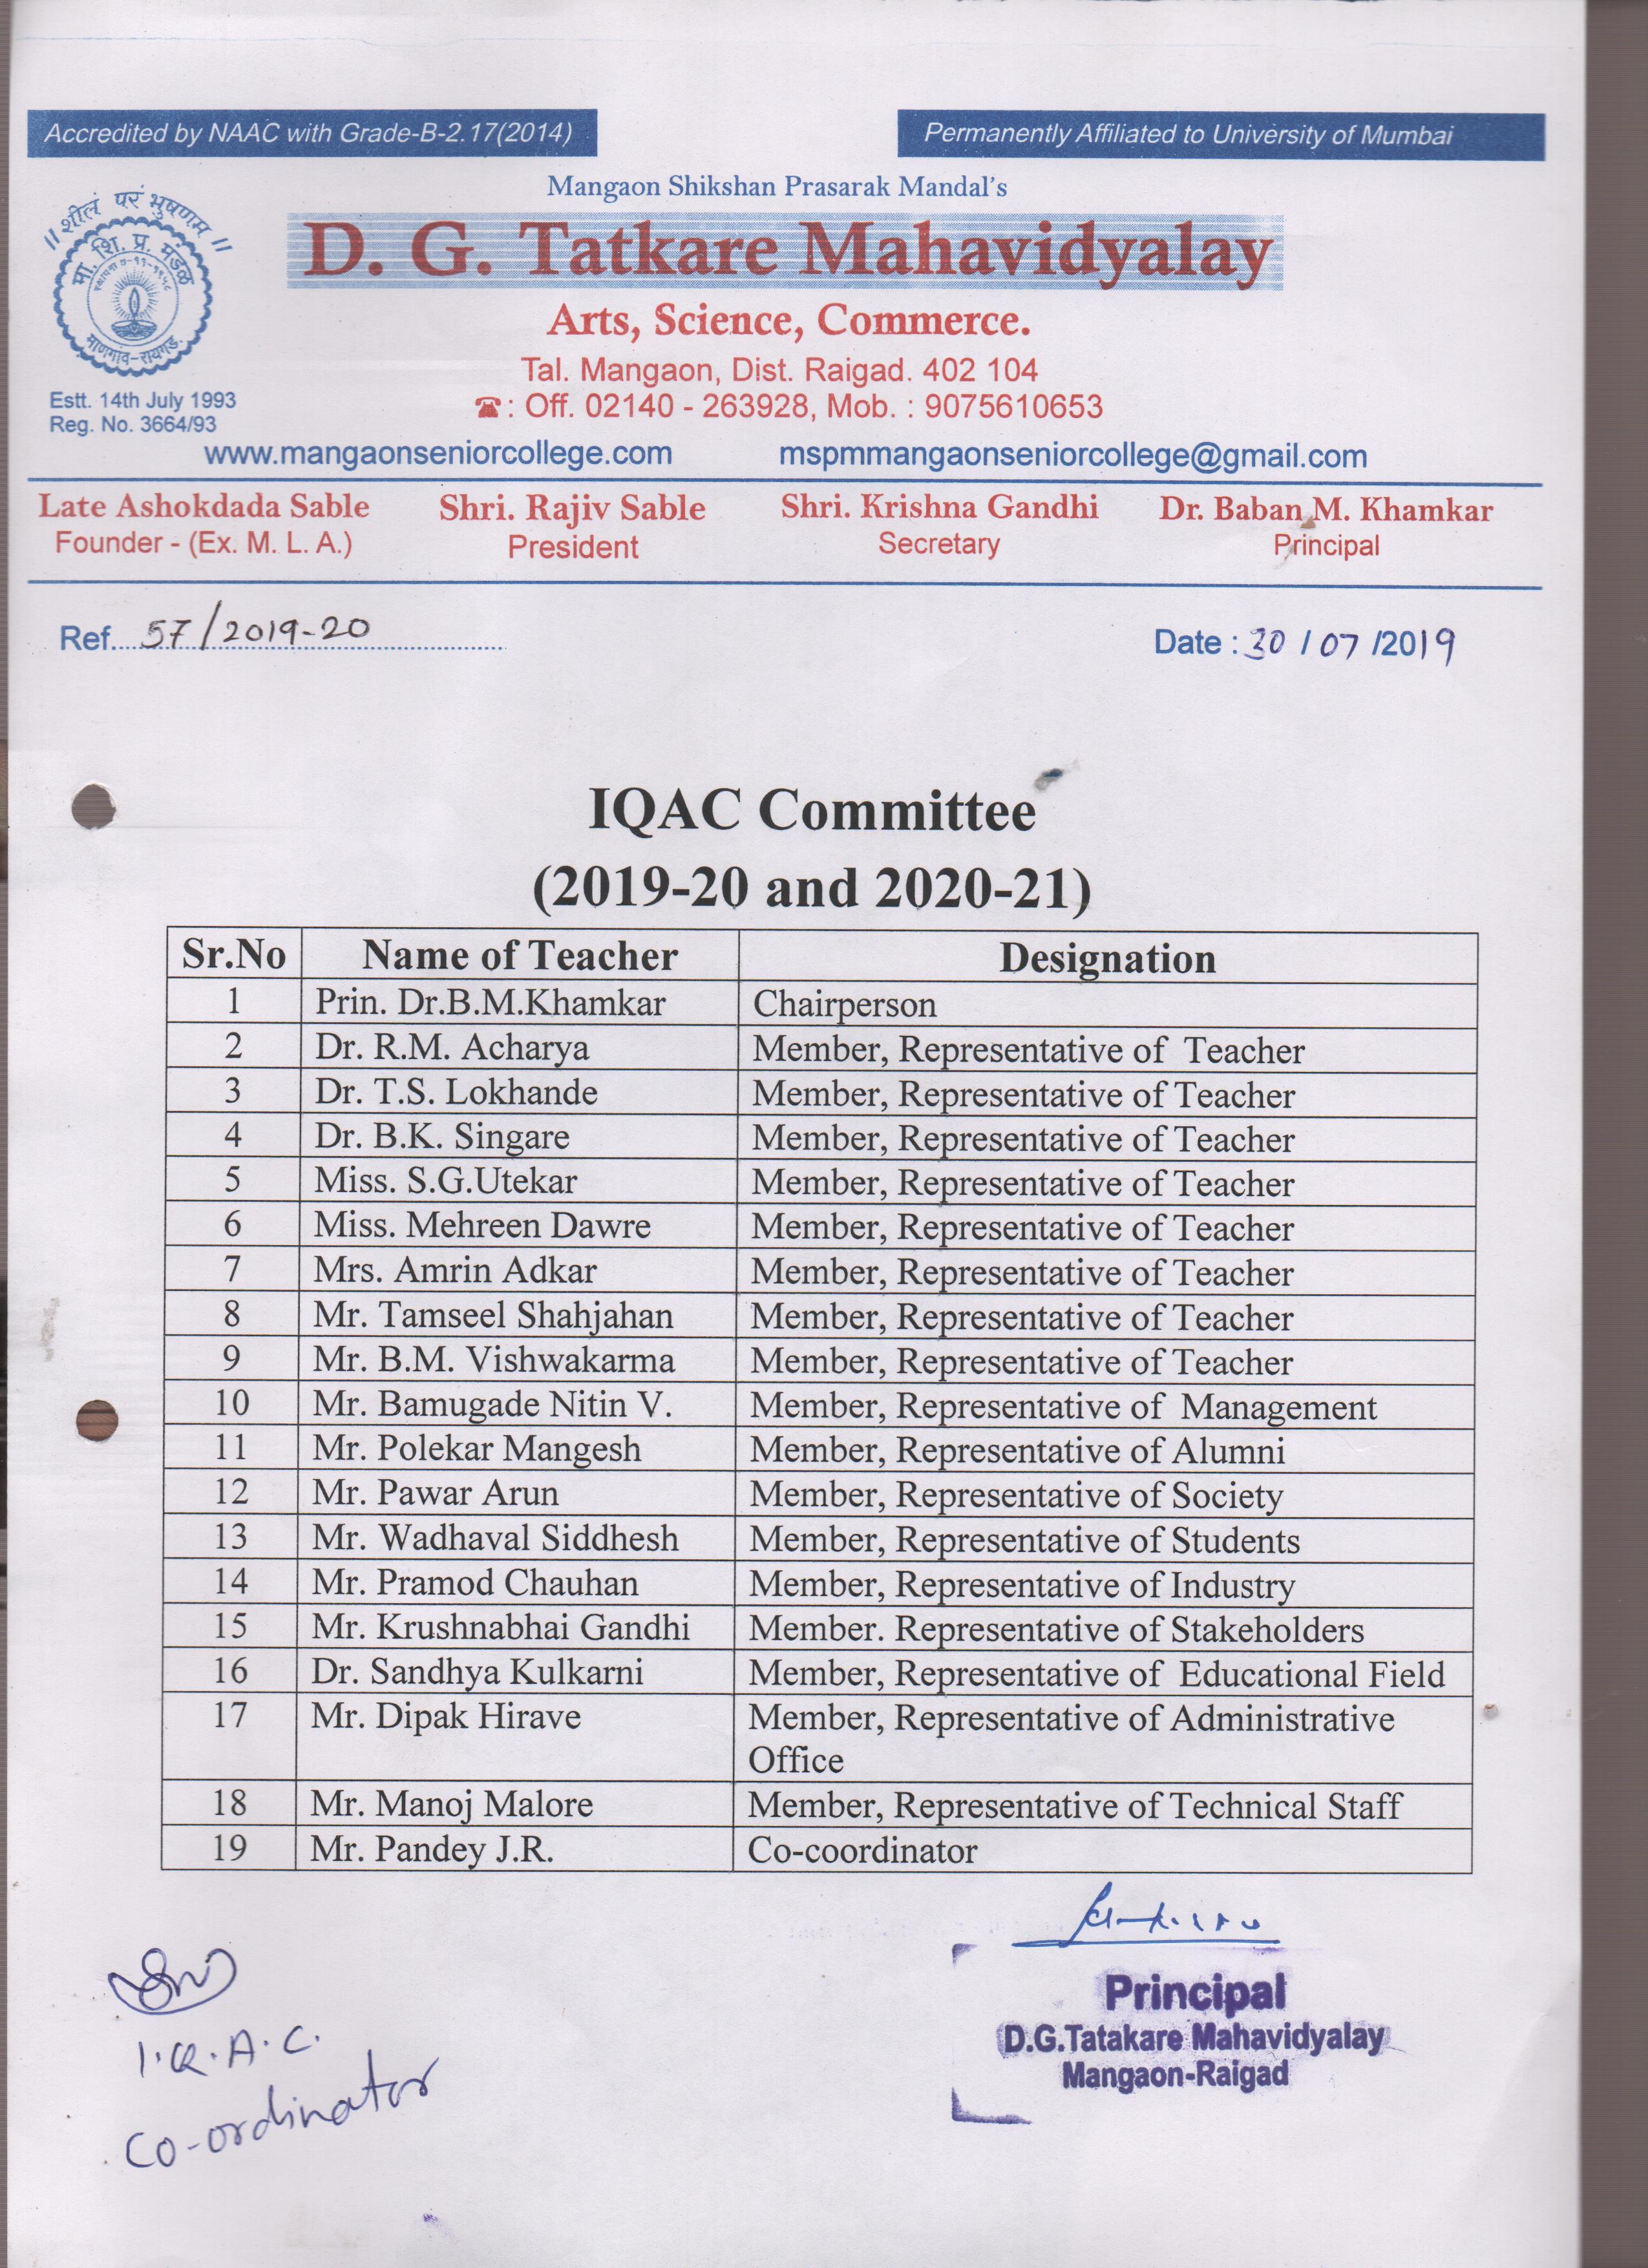 Accredited by NAAC with Grade-B-2.17(2014)
Permanently Affiliated to University of Mumbai
Mangaon Shikshan Prasarak Mandal's
॥ शीलं परं भुषणम ॥
मा. शि. प्र. मंडळ
माणगांव-रायगड.
D. G. Tatkare Mahavidyalay
Arts, Science, Commerce.
Tal. Mangaon, Dist. Raigad. 402 104
☎: Off. 02140 - 263928, Mob. : 9075610653
Estt. 14th July 1993
Reg. No. 3664/93
www.mangaonseniorcollege.com mspmmangaonseniorcollege@gmail.com
Late Ashokdada Sable Shri. Rajiv Sable Shri. Krishna Gandhi Dr. Baban M. Khamkar
Founder - (Ex. M. L. A.) President Secretary Principal
Ref. 57/2019-20 Date : 30 / 07 /2019
IQAC Committee
(2019-20 and 2020-21)
Sr.No Name of Teacher Designation
1 Prin. Dr.B.M.Khamkar Chairperson
2 Dr. R.M. Acharya Member, Representative of Teacher
3 Dr. T.S. Lokhande Member, Representative of Teacher
4 Dr. B.K. Singare Member, Representative of Teacher
5 Miss. S.G.Utekar Member, Representative of Teacher
6 Miss. Mehreen Dawre Member, Representative of Teacher
7 Mrs. Amrin Adkar Member, Representative of Teacher
8 Mr. Tamseel Shahjahan Member, Representative of Teacher
9 Mr. B.M. Vishwakarma Member, Representative of Teacher
10 Mr. Bamugade Nitin V. Member, Representative of Management
11 Mr. Polekar Mangesh Member, Representative of Alumni
12 Mr. Pawar Arun Member, Representative of Society
13 Mr. Wadhaval Siddhesh Member, Representative of Students
14 Mr. Pramod Chauhan Member, Representative of Industry
15 Mr. Krushnabhai Gandhi Member. Representative of Stakeholders
16 Dr. Sandhya Kulkarni Member, Representative of Educational Field
17 Mr. Dipak Hirave Member, Representative of Administrative
Office
18 Mr. Manoj Malore Member, Representative of Technical Staff
19 Mr. Pandey J.R. Co-coordinator
I.Q.A.C.
Co-ordinator
Principal
D.G.Tatakare Mahavidyalay
Mangaon-Raigad